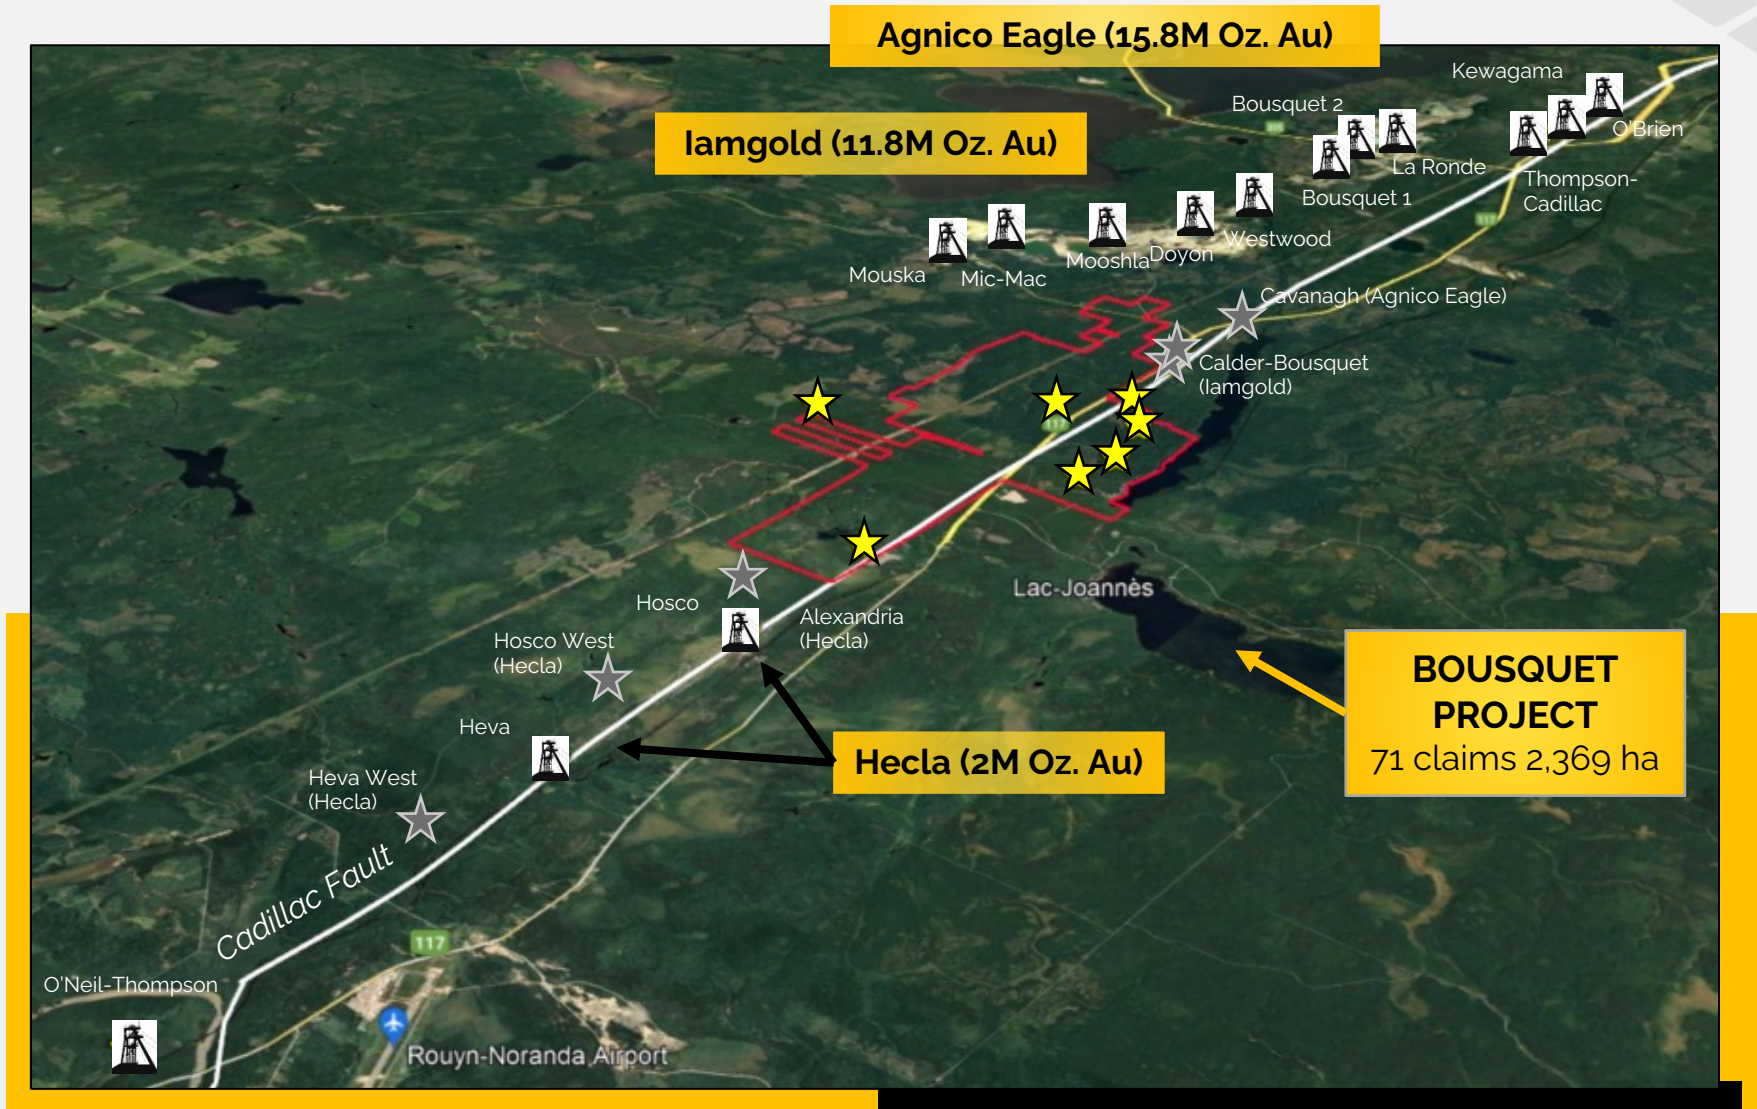 Agnico Eagle (15.8M Oz. Au)
Kewagama
Bousquet 2
Iamgold (11.8M Oz. Au)
O'Brien
La Ronde
Thompson-
Cadillac
Bousquet 1
117
Westwood
Doyon
Mooshla
Mouska
Mic-Mac
Cavanagh (Agnico Eagle)
Calder-Bousquet
(Iamgold)
117
Lac-Joannès
Hosco
Alexandria
(Hecla)
Hosco West
(Hecla)
BOUSQUET
PROJECT
71 claims 2,369 ha
Heva
Hecla (2M Oz. Au)
Heva West
(Hecla)
Cadillac Fault
117
O'Neil-Thompson
Rouyn-Noranda Airport